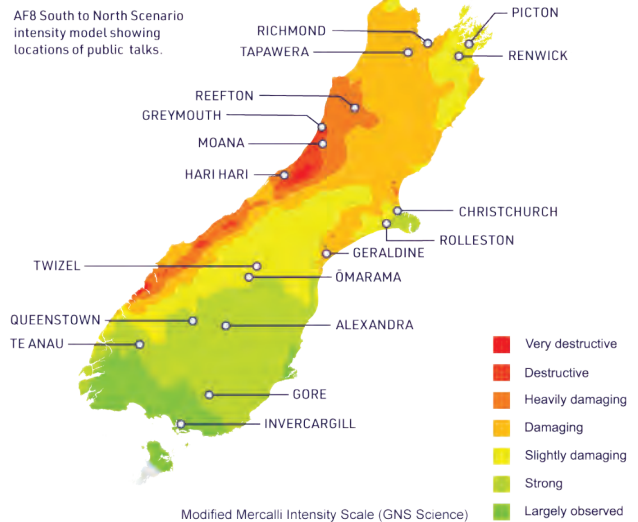 AF8 South to North Scenario
intensity model showing
locations of public talks.
PICTON
RICHMOND
TAPAWERA
RENWICK
REEFTON
GREYMOUTH
MOANA
HARI HARI
CHRISTCHURCH
ROLLESTON
GERALDINE
TWIZEL
ŌMARAMA
QUEENSTOWN
ALEXANDRA
TE ANAU
GORE
INVERCARGILL
Very destructive
Destructive
Heavily damaging
Damaging
Slightly damaging
Strong
Largely observed
Modified Mercalli Intensity Scale (GNS Science)